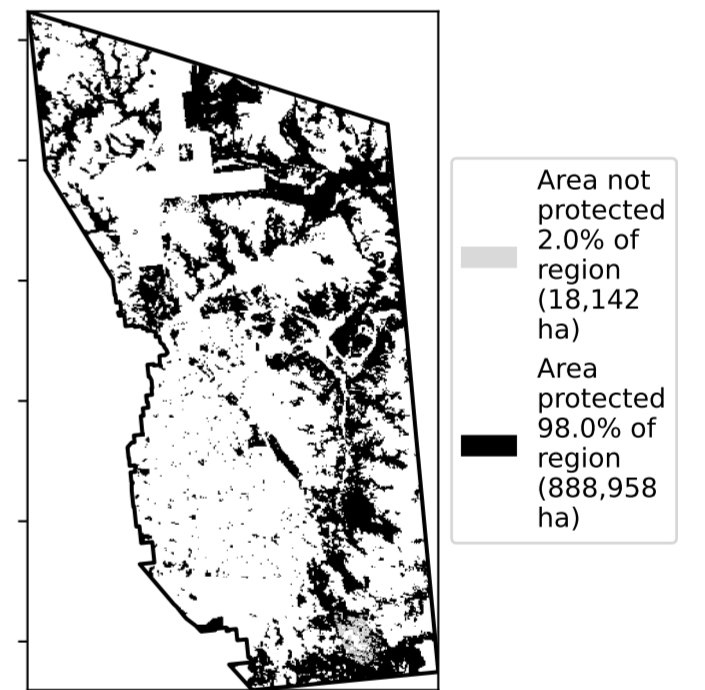 Area not
protected
2.0% of
region
(18,142
ha)
Area
protected
98.0% of
region
(888,958
ha)